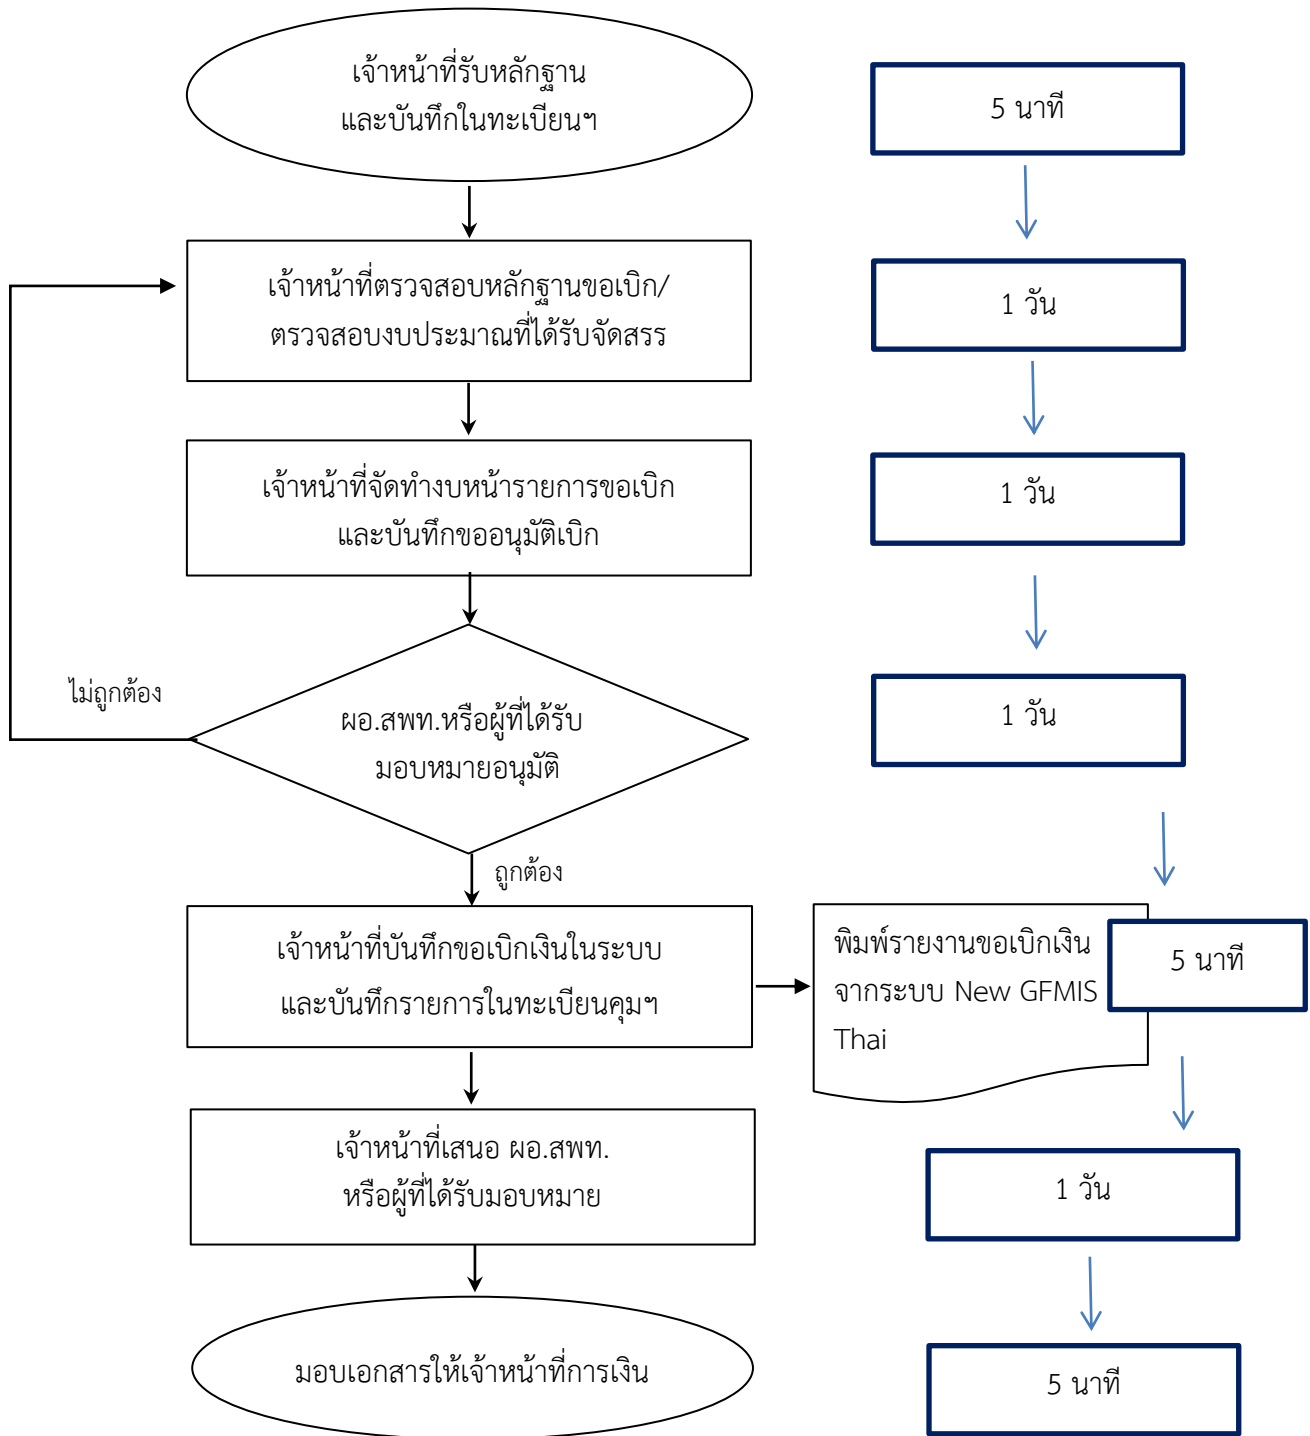 เจ้าหน้าที่รับหลักฐาน
และบันทึกในทะเบียนฯ
5 นาที
เจ้าหน้าที่ตรวจสอบหลักฐานขอเบิก/
ตรวจสอบงบประมาณที่ได้รับจัดสรร
1 วัน
เจ้าหน้าที่จัดทำงบหน้ารายการขอเบิก
และบันทึกขออนุมัติเบิก
1 วัน
ไม่ถูกต้อง
ผอ.สพท.หรือผู้ที่ได้รับ
มอบหมายอนุมัติ
1 วัน
ถูกต้อง
เจ้าหน้าที่บันทึกขอเบิกเงินในระบบ
และบันทึกรายการในทะเบียนคุมฯ
พิมพ์รายงานขอเบิกเงิน
จากระบบ New GFMIS
Thai
5 นาที
เจ้าหน้าที่เสนอ ผอ.สพท.
หรือผู้ที่ได้รับมอบหมาย
1 วัน
มอบเอกสารให้เจ้าหน้าที่การเงิน
5 นาที